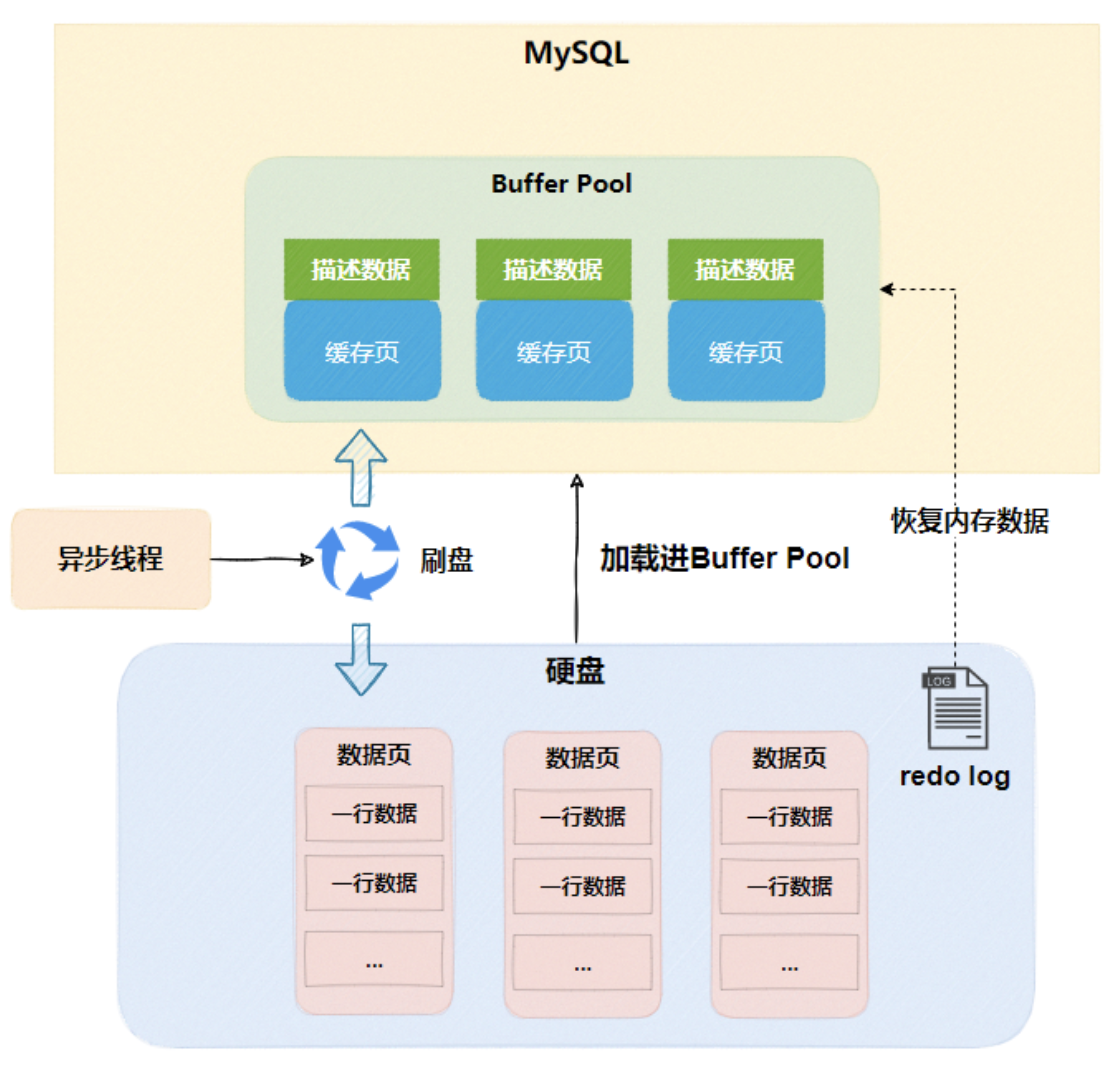 MySQL
Buffer Pool
描述数据 描述数据 描述数据
缓存页 缓存页 缓存页
异步线程
刷盘
加载进Buffer Pool
恢复内存数据
硬盘
LOG
redo log
数据页 数据页 数据页
一行数据 一行数据 一行数据
一行数据 一行数据 一行数据
... ... ...